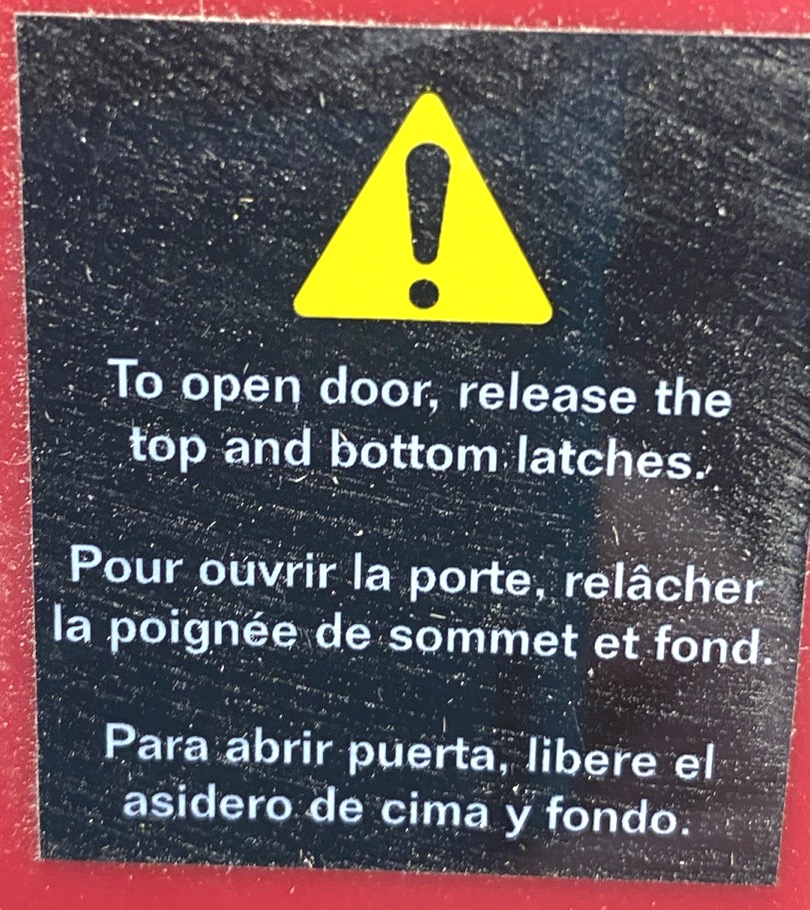 To open door, release the
top and bottom latches.
Pour ouvrir la porte, relâcher
la poignée de sommet et fond.
Para abrir puerta, libere el
asidero de cima y fondo.